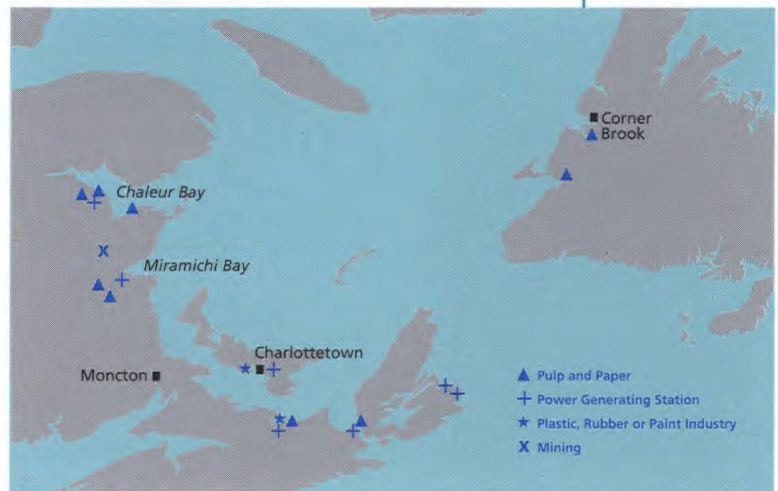 Corner
Brook
Chaleur Bay
Miramichi Bay
Charlottetown
Moncton
Pulp and Paper
Power Generating Station
Plastic, Rubber or Paint Industry
X Mining